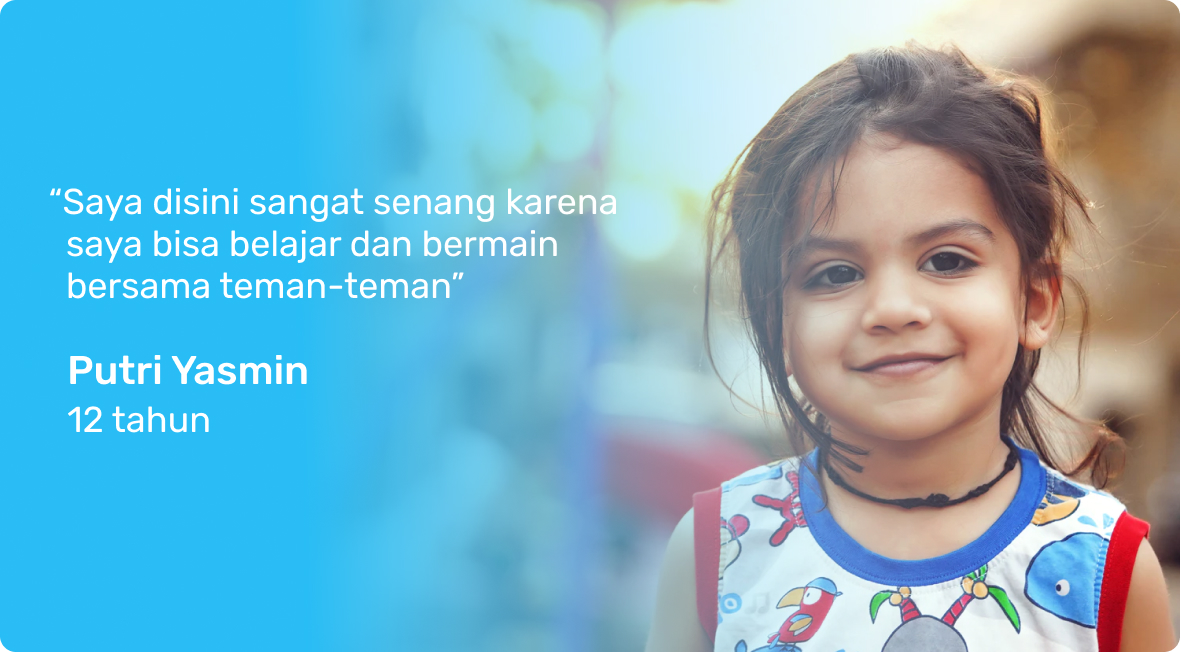 “Saya disini sangat senang karena
saya bisa belajar dan bermain
bersama teman-teman”
Putri Yasmin
12 tahun